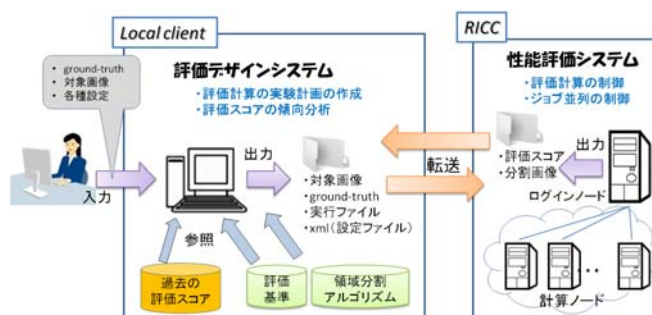 Local client
RICC
・ ground-truth
・ 対象画像
・ 各種設定
評価デザインシステム
・評価計算の実験計画の作成
・評価スコアの傾向分析
性能評価システム
・評価計算の制御
・ジョブ並列の制御
入力
出力
・対象画像
・ground-truth
・実行ファイル
・xml(設定ファイル)
転送
出力
・評価スコア
・分割画像
ログインノード
参照
過去の
評価スコア
評価
基準
領域分割
アルゴリズム
・・・
計算ノード